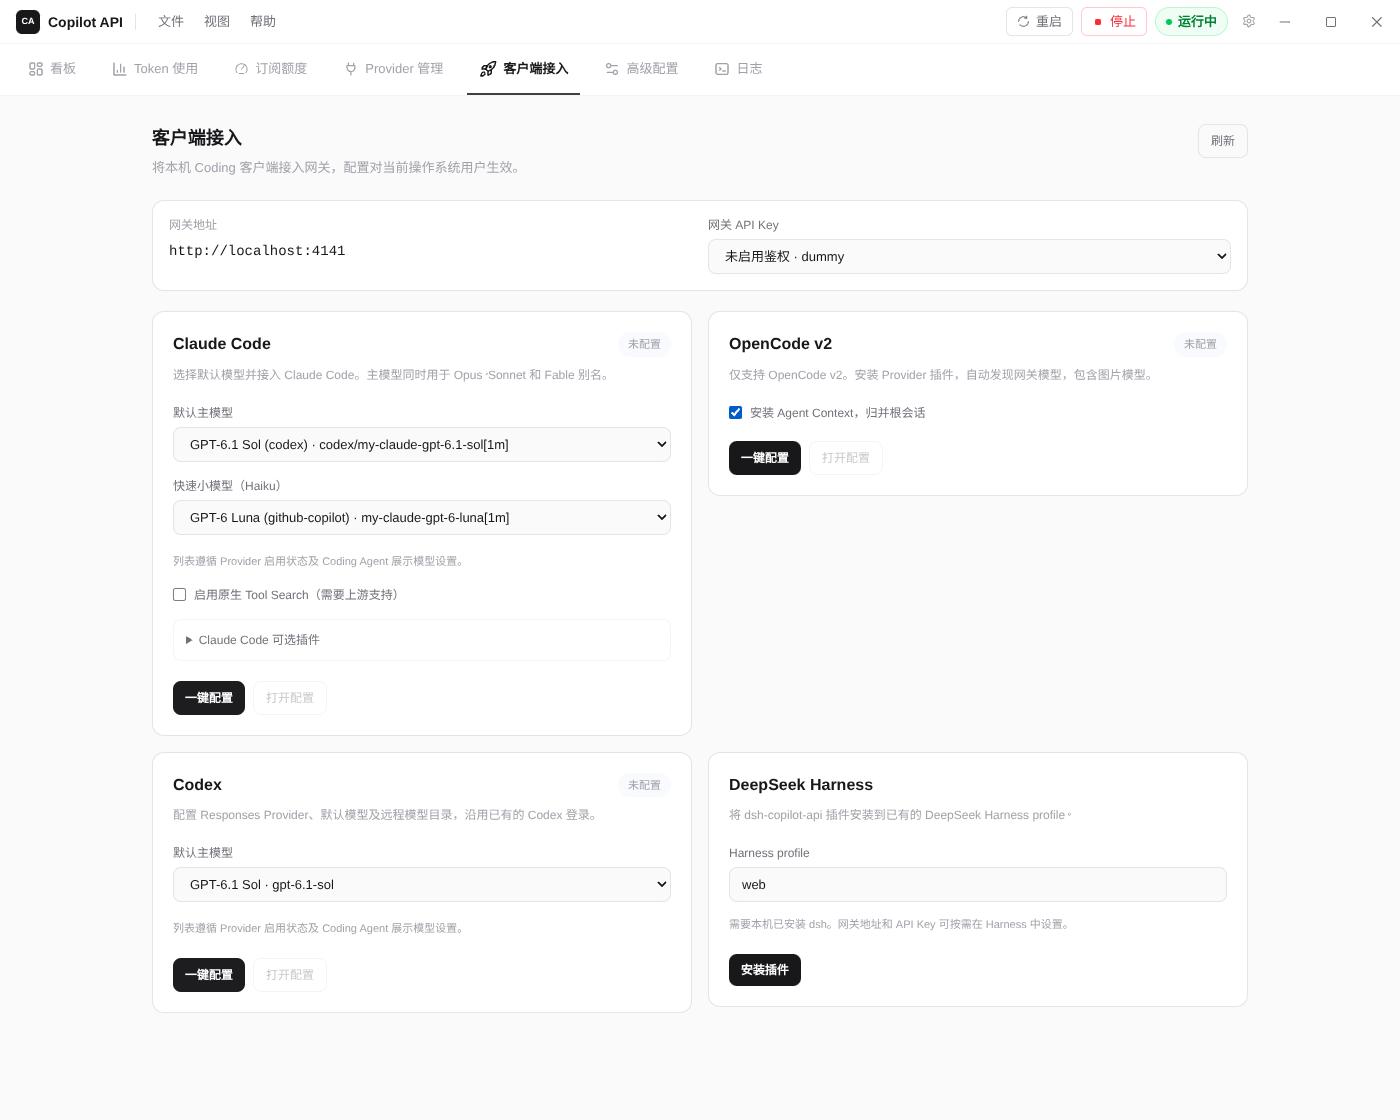 CA Copilot API 文件 视图 帮助 重启 停止 运行中
看板 Token 使用 订阅额度 Provider 管理 客户端接入 高级配置 日志
客户端接入
刷新
将本机 Coding 客户端接入网关，配置对当前操作系统用户生效。
网关地址
http://localhost:4141
网关 API Key
未启用鉴权 · dummy
Claude Code
未配置
选择默认模型并接入 Claude Code。主模型同时用于 Opus、Sonnet 和 Fable 别名。
默认主模型
GPT-6.1 Sol (codex) · codex/my-claude-gpt-6.1-sol[1m]
快速小模型（Haiku）
GPT-6 Luna (github-copilot) · my-claude-gpt-6-luna[1m]
列表遵循 Provider 启用状态及 Coding Agent 展示模型设置。
启用原生 Tool Search（需要上游支持）
Claude Code 可选插件
一键配置 打开配置
OpenCode v2
未配置
仅支持 OpenCode v2。安装 Provider 插件，自动发现网关模型，包含图片模型。
安装 Agent Context，归并根会话
一键配置 打开配置
Codex
未配置
配置 Responses Provider、默认模型及远程模型目录，沿用已有的 Codex 登录。
默认主模型
GPT-6.1 Sol · gpt-6.1-sol
列表遵循 Provider 启用状态及 Coding Agent 展示模型设置。
一键配置 打开配置
DeepSeek Harness
将 dsh-copilot-api 插件安装到已有的 DeepSeek Harness profile。
Harness profile
web
需要本机已安装 dsh。网关地址和 API Key 可按需在 Harness 中设置。
安装插件